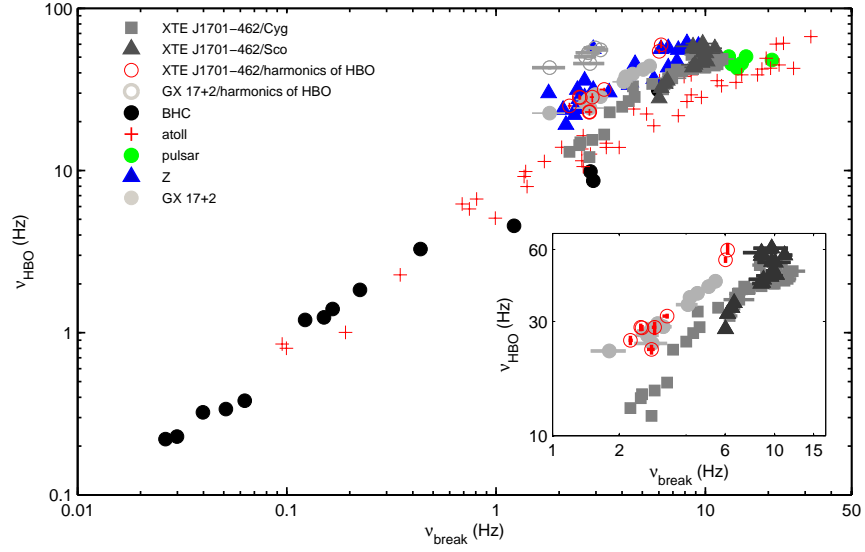 100
10
1
0.1
ν_HBO (Hz)
XTE J1701−462/Cyg
XTE J1701−462/Sco
XTE J1701−462/harmonics of HBO
GX 17+2/harmonics of HBO
BHC
atoll
pulsar
Z
GX 17+2
60
30
10
ν_HBO (Hz)
1 2 6 10 15
ν_break (Hz)
0.01 0.1 1 10 50
ν_break (Hz)